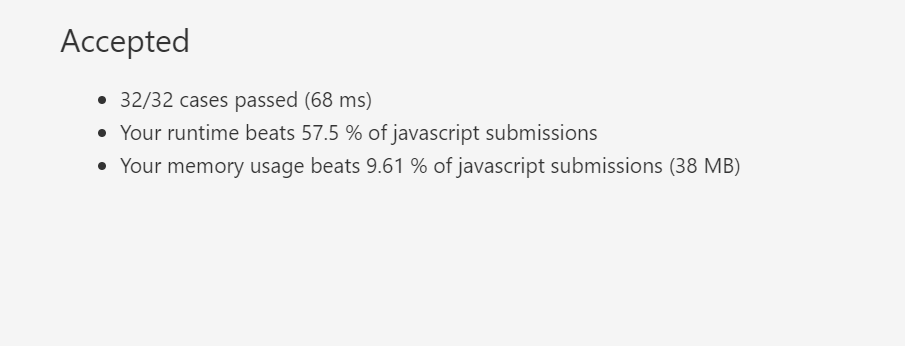 Accepted
32/32 cases passed (68 ms)
Your runtime beats 57.5 % of javascript submissions
Your memory usage beats 9.61 % of javascript submissions (38 MB)